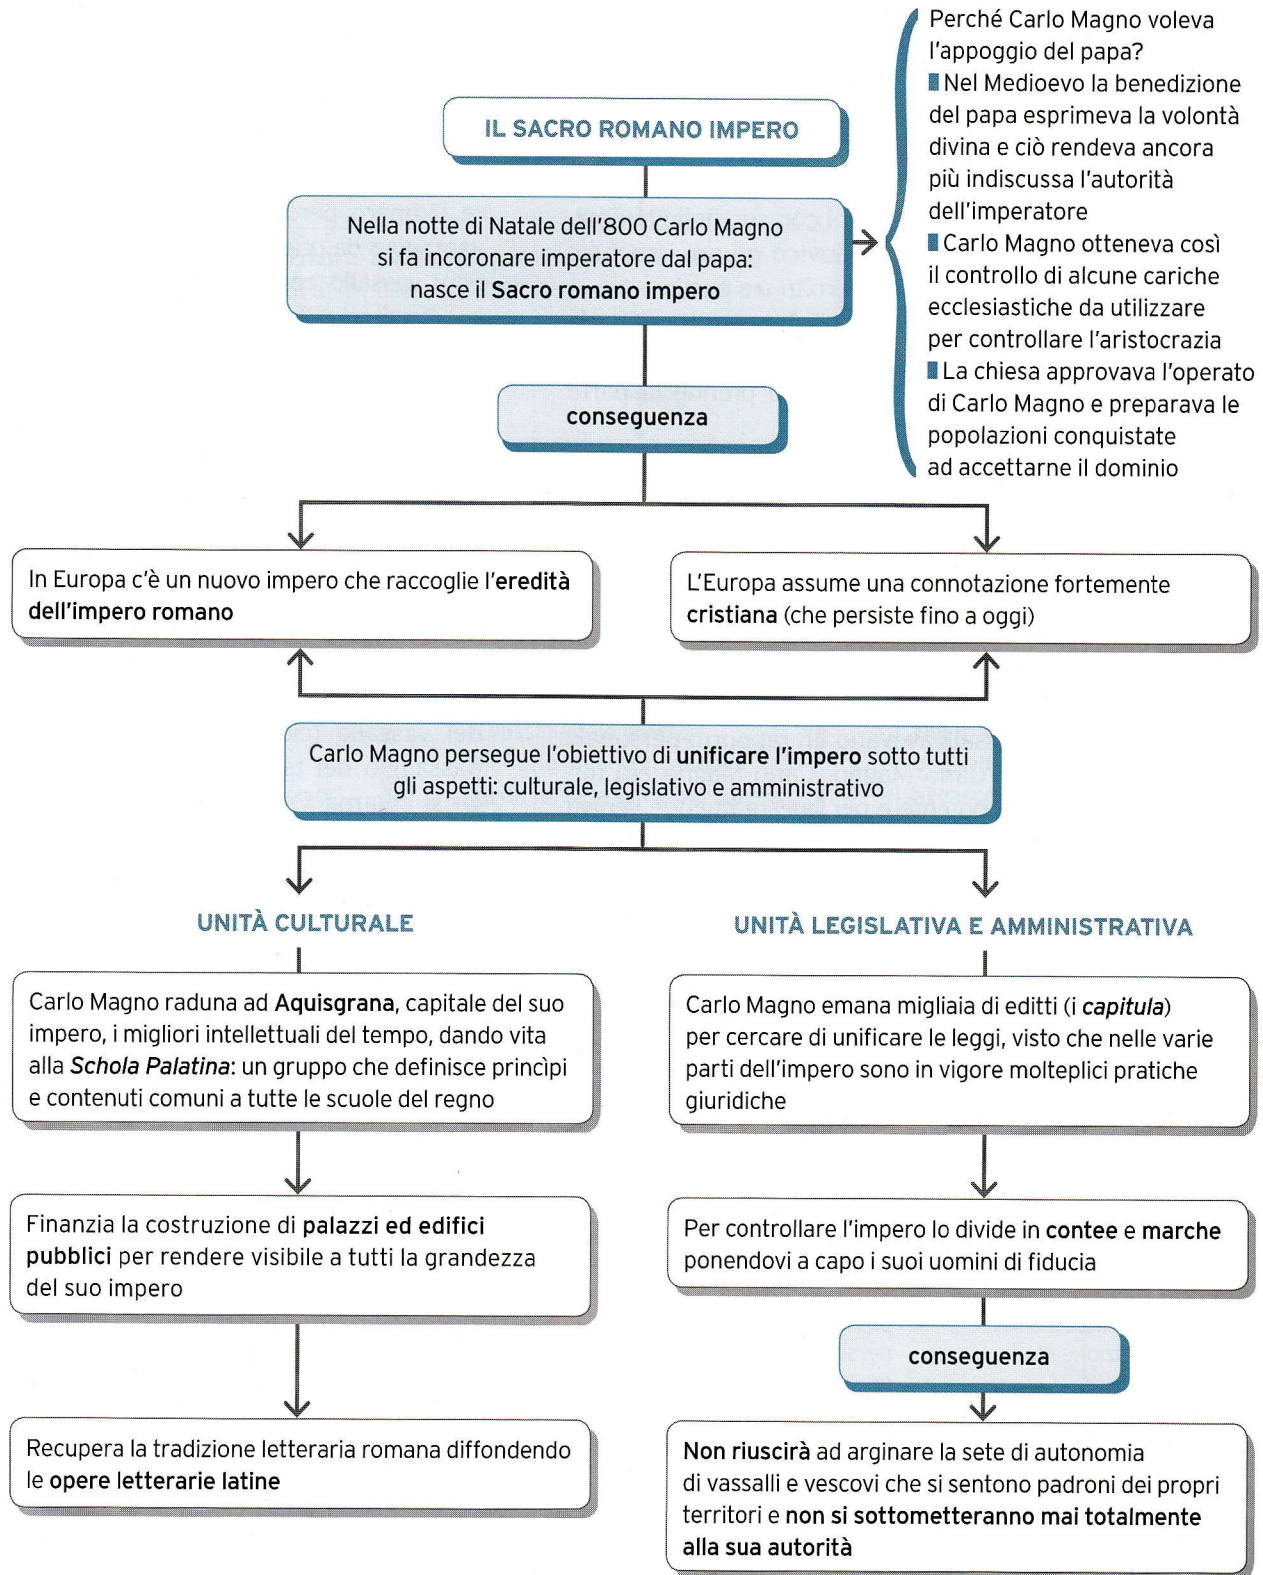 Perché Carlo Magno voleva
l'appoggio del papa?
Nel Medioevo la benedizione
del papa esprimeva la volontà
divina e ciò rendeva ancora
più indiscussa l'autorità
dell'imperatore
Carlo Magno otteneva così
il controllo di alcune cariche
ecclesiastiche da utilizzare
per controllare l'aristocrazia
La chiesa approvava l'operato
di Carlo Magno e preparava le
popolazioni conquistate
ad accettarne il dominio
IL SACRO ROMANO IMPERO
Nella notte di Natale dell'800 Carlo Magno
si fa incoronare imperatore dal papa:
nasce il Sacro romano impero
conseguenza
In Europa c'è un nuovo impero che raccoglie l'eredità
dell'impero romano
L'Europa assume una connotazione fortemente
cristiana (che persiste fino a oggi)
Carlo Magno persegue l'obiettivo di unificare l'impero sotto tutti
gli aspetti: culturale, legislativo e amministrativo
UNITÀ CULTURALE
Carlo Magno raduna ad Aquisgrana, capitale del suo
impero, i migliori intellettuali del tempo, dando vita
alla Schola Palatina: un gruppo che definisce princìpi
e contenuti comuni a tutte le scuole del regno
Finanzia la costruzione di palazzi ed edifici
pubblici per rendere visibile a tutti la grandezza
del suo impero
Recupera la tradizione letteraria romana diffondendo
le opere letterarie latine
UNITÀ LEGISLATIVA E AMMINISTRATIVA
Carlo Magno emana migliaia di editti (i capitula)
per cercare di unificare le leggi, visto che nelle varie
parti dell'impero sono in vigore molteplici pratiche
giuridiche
Per controllare l'impero lo divide in contee e marche
ponendovi a capo i suoi uomini di fiducia
conseguenza
Non riuscirà ad arginare la sete di autonomia
di vassalli e vescovi che si sentono padroni dei propri
territori e non si sottometteranno mai totalmente
alla sua autorità